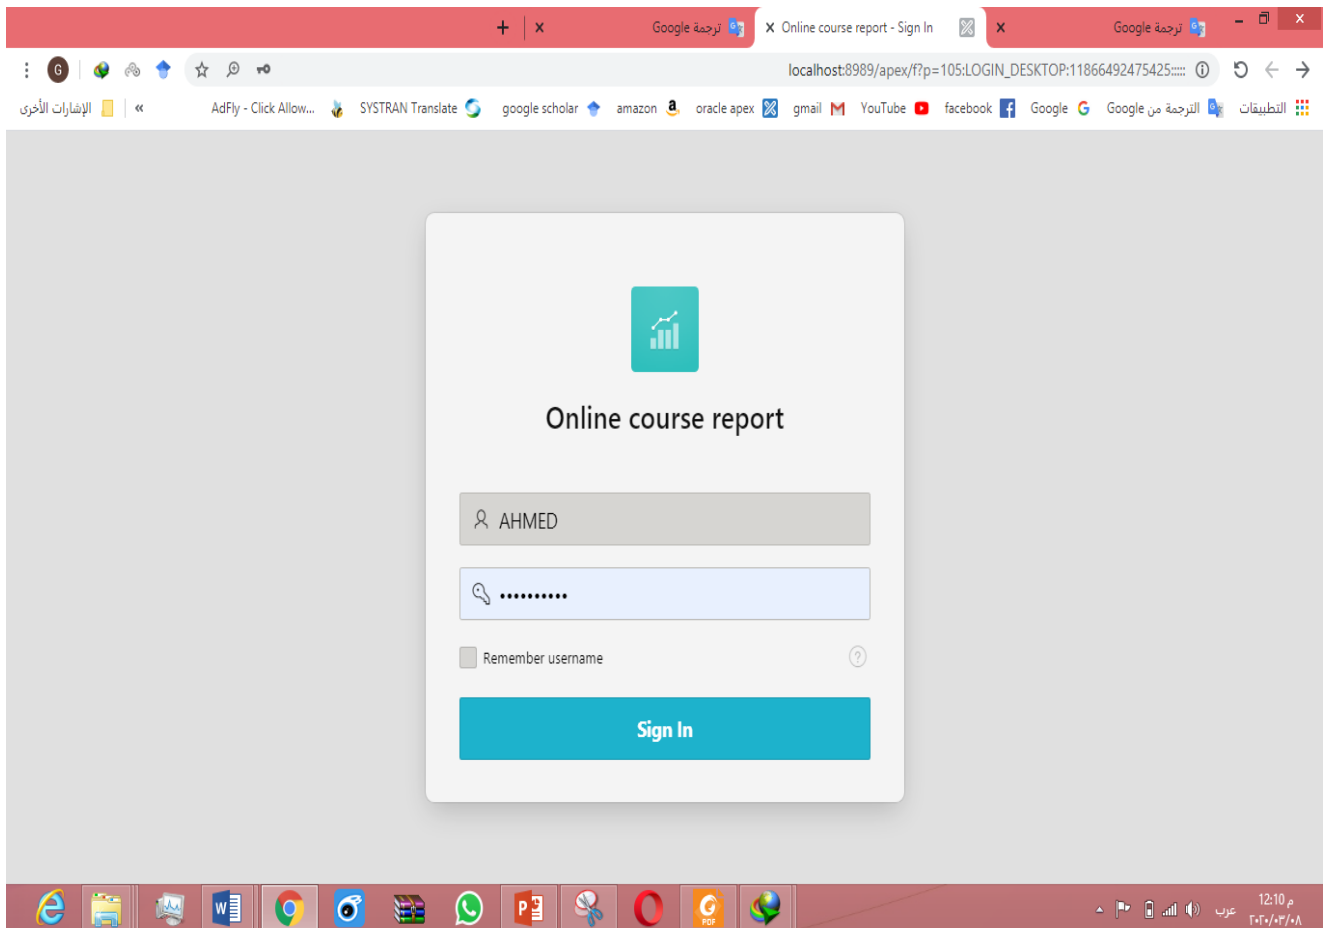 ترجمة Google
Online course report - Sign In
ترجمة Google
G
localhost:8989/apex/f?p=105:LOGIN_DESKTOP:11866492475425:::::
التطبيقات
الترجمة من Google
Google
facebook
YouTube
gmail
oracle apex
amazon
google scholar
SYSTRAN Translate
AdFly - Click Allow...
»
الإشارات الأخرى
Online course report
AHMED
••••••••••
Remember username
?
Sign In
عرب
12:10 م
٢٠٢٠/٠٣/٠٨